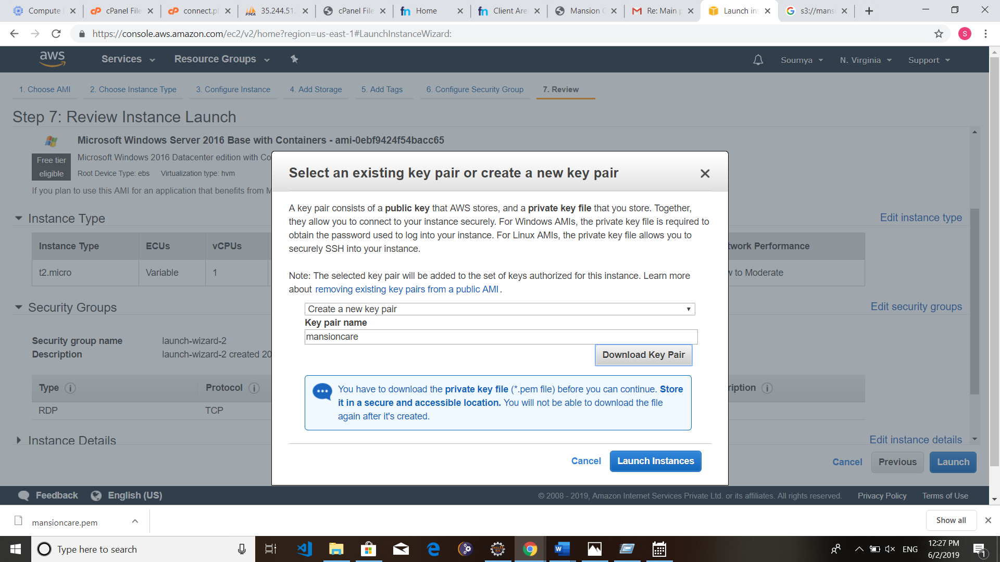 Compute
cPanel File
connect.p
35.244.51.
cPanel File
Home
Client Area
Mansion
Re: Main p
Launch ins
s3://mansi
https://console.aws.amazon.com/ec2/v2/home?region=us-east-1#LaunchInstanceWizard:
S
aws
Services
Resource Groups
Soumya
N. Virginia
Support
1. Choose AMI
2. Choose Instance Type
3. Configure Instance
4. Add Storage
5. Add Tags
6. Configure Security Group
7. Review
Step 7: Review Instance Launch
Microsoft Windows Server 2016 Base with Containers - ami-0ebf9424f54bacc65
Free tier
eligible
Microsoft Windows 2016 Datacenter edition with Co
Root Device Type: ebs Virtualization type: hvm
If you plan to use this AMI for an application that benefits from M
Instance Type
Edit instance type
Instance Type ECUs vCPUs twork Performance
t2.micro Variable 1 w to Moderate
Security Groups
Edit security groups
Security group name launch-wizard-2
Description launch-wizard-2 created 20
Type i Protocol i ription i
RDP TCP
Instance Details
Edit instance details
Cancel Previous Launch
Select an existing key pair or create a new key pair
A key pair consists of a public key that AWS stores, and a private key file that you store. Together,
they allow you to connect to your instance securely. For Windows AMIs, the private key file is required to
obtain the password used to log into your instance. For Linux AMIs, the private key file allows you to
securely SSH into your instance.
Note: The selected key pair will be added to the set of keys authorized for this instance. Learn more
about removing existing key pairs from a public AMI.
Create a new key pair
Key pair name
mansioncare
Download Key Pair
You have to download the private key file (*.pem file) before you can continue. Store
it in a secure and accessible location. You will not be able to download the file
again after it's created.
Cancel Launch Instances
Feedback English (US)
© 2008 - 2019, Amazon Internet Services Private Ltd. or its affiliates. All rights reserved. Privacy Policy Terms of Use
mansioncare.pem
Show all
Type here to search
ENG
12:27 PM
6/2/2019
1